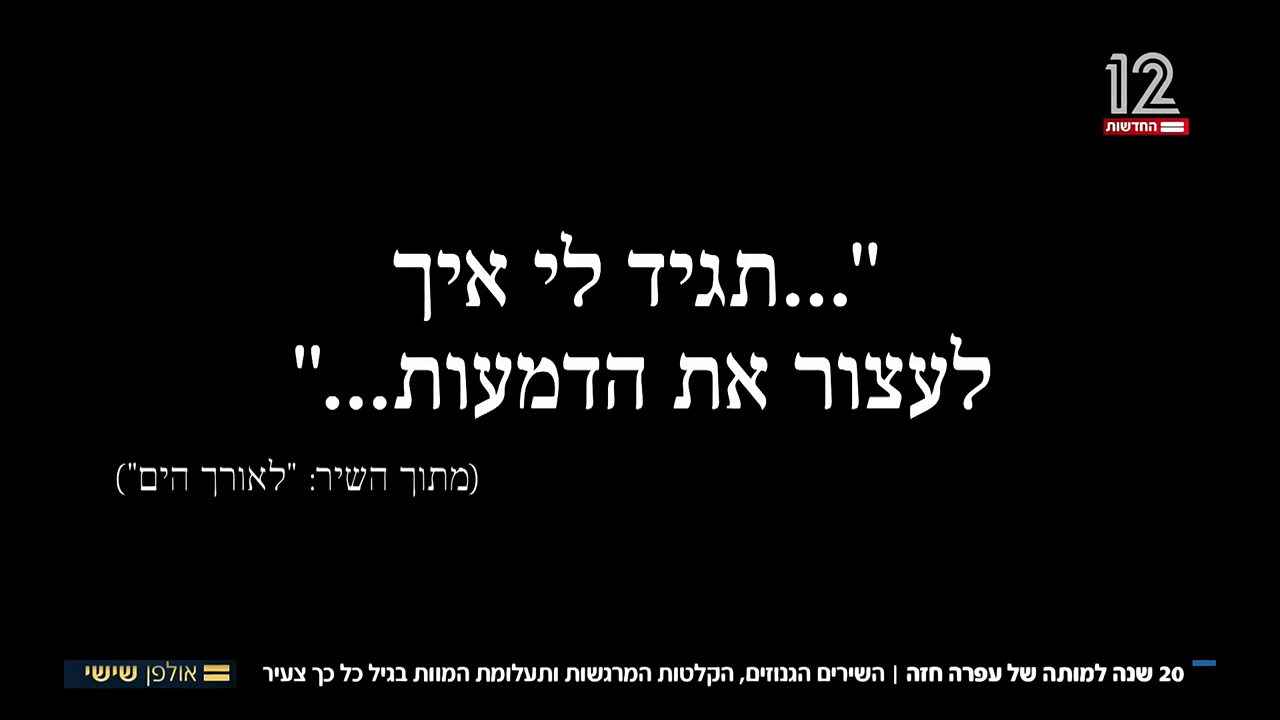 12
החדשות
"...תגיד לי איך
לעצור את הדמעות..."
(מתוך השיר: "לאורך הים")
20 שנה למותה של עפרה חזה | השירים הגנוזים, הקלטות המרגשות ותעלומת המוות בגיל כל כך צעיר
אולפן שישי